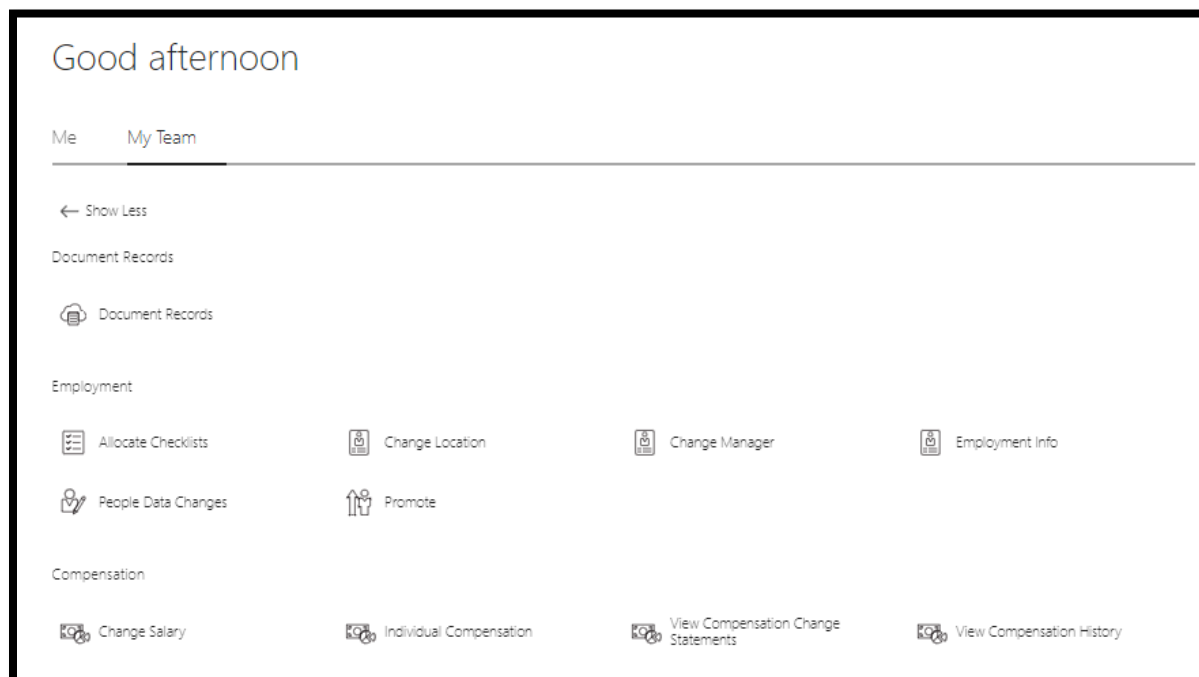 Good afternoon
Me My Team
Show Less
Document Records
Document Records
Employment
Allocate Checklists
Change Location
Change Manager
Employment Info
People Data Changes
Promote
Compensation
Change Salary
Individual Compensation
View Compensation Change
Statements
View Compensation History